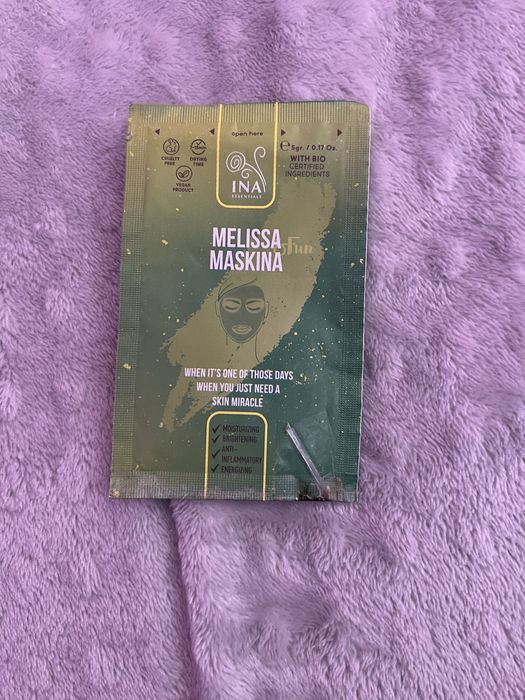 open here
CRUELTY
FREE
DRYING
TIME
VEGAN
PRODUCT
INA
ESSENTIALS
℮ 5gr. / 0.17 Oz.
WITH BIO
CERTIFIED
INGREDIENTS
MELISSA
MASKINA
sFun
WHEN IT'S ONE OF THOSE DAYS
WHEN YOU JUST NEED A
SKIN MIRACLE
✓ MOISTURIZING
✓ BRIGHTENING
✓ ANTI-
INFLAMMATORY
✓ ENERGIZING